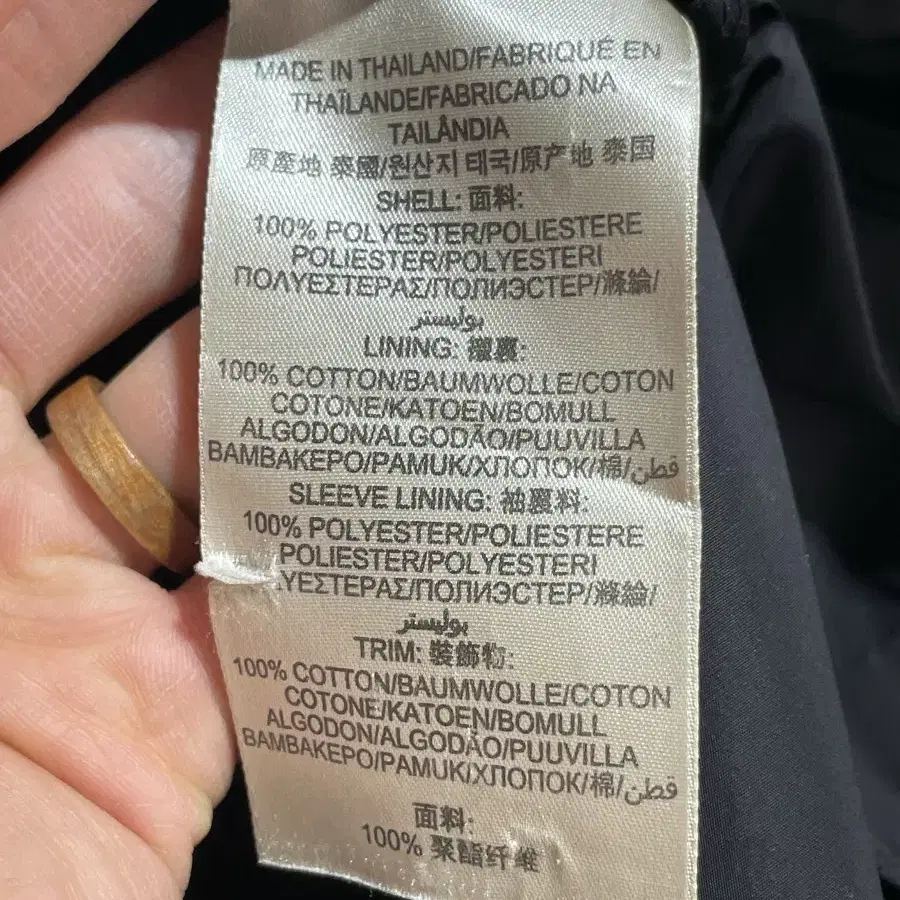 MADE IN THAILAND/FABRIQUÉ EN
THAÏLANDE/FABRICADO NA
TAILÂNDIA
原產地 泰國/원산지 태국/原产地 泰国
SHELL: 面料:
100% POLYESTER/POLIESTERE
POLIESTER/POLYESTERI
ΠΟΛΥΕΣΤΕΡΑΣ/ПОЛИЭСТЕР/滌綸/
بوليستر
LINING: 襯裏:
100% COTTON/BAUMWOLLE/COTON
COTONE/KATOEN/BOMULL
ALGODON/ALGODÃO/PUUVILLA
BAMBAKEPO/PAMUK/ХЛОПОК/棉/قطن
SLEEVE LINING: 袖裏料:
100% POLYESTER/POLIESTERE
POLIESTER/POLYESTERI
ΥΕΣΤΕΡΑΣ/ПОЛИЭСТЕР/滌綸/
بوليستر
TRIM: 裝飾物:
100% COTTON/BAUMWOLLE/COTON
COTONE/KATOEN/BOMULL
ALGODON/ALGODÃO/PUUVILLA
BAMBAKEPO/PAMUK/ХЛОПОК/棉/قطن
面料:
100% 聚酯纤维